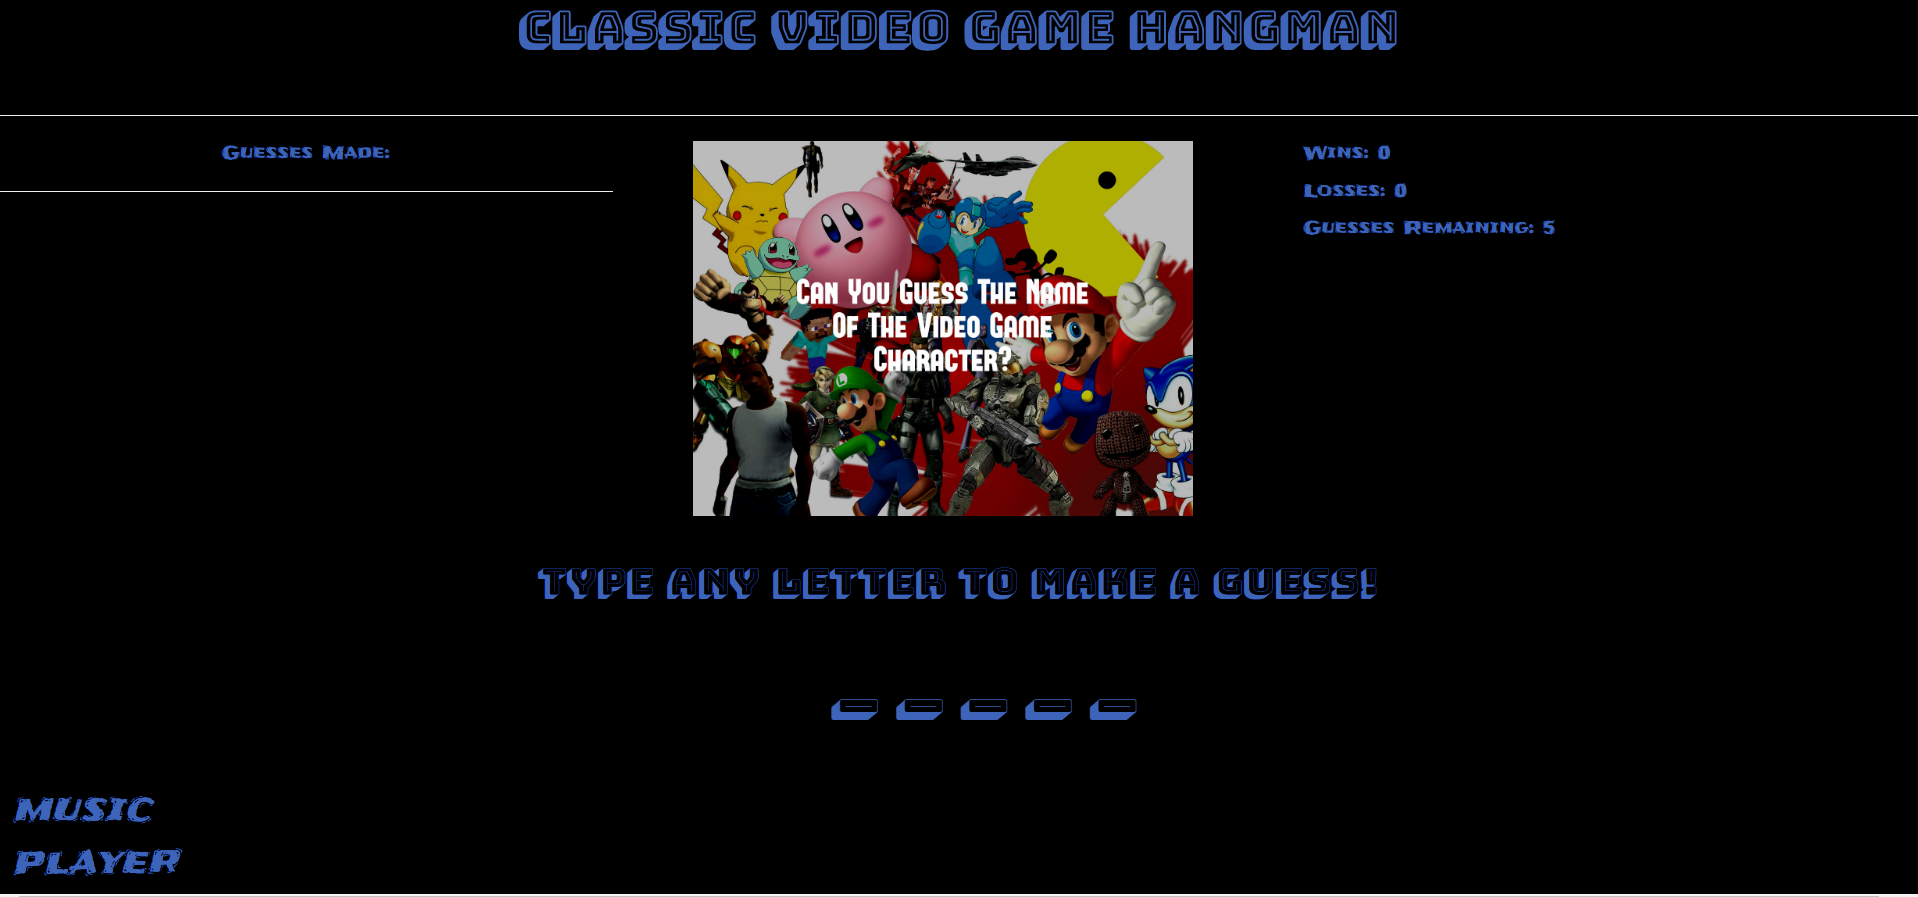 CLASSIC VIDEO GAME HANGMAN
Guesses Made:
Can You Guess The Name
Of The Video Game
Character?
Wins: 0
Losses: 0
Guesses Remaining: 5
TYPE ANY LETTER TO MAKE A GUESS!
_ _ _ _ _
MUSIC
PLAYER